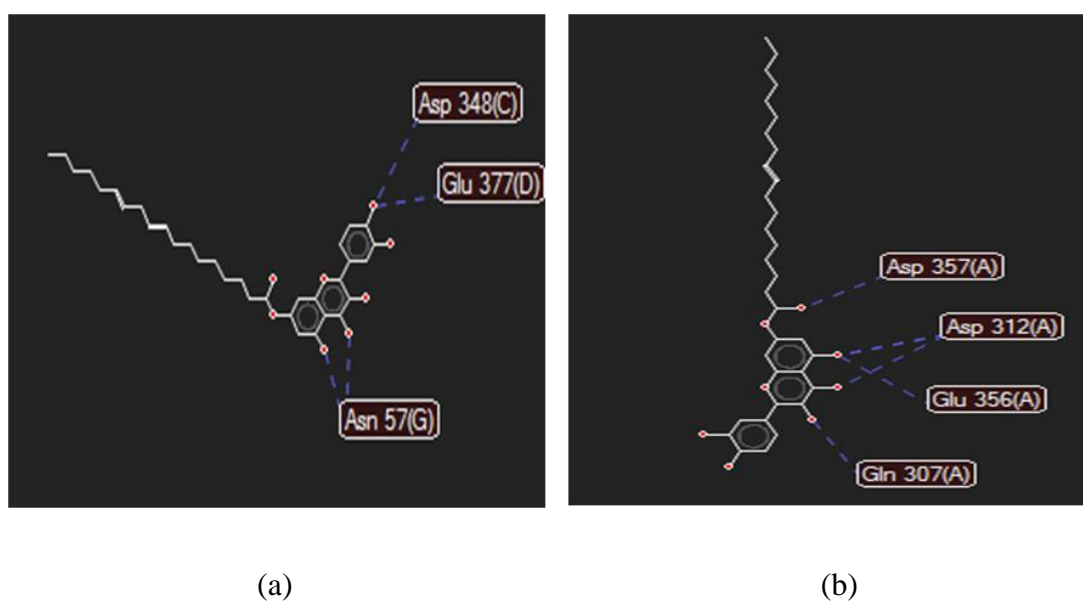 Asp 348(C)
Glu 377(D)
Asn 57(G)
Asp 357(A)
Asp 312(A)
Glu 356(A)
Gln 307(A)
(a)
(b)